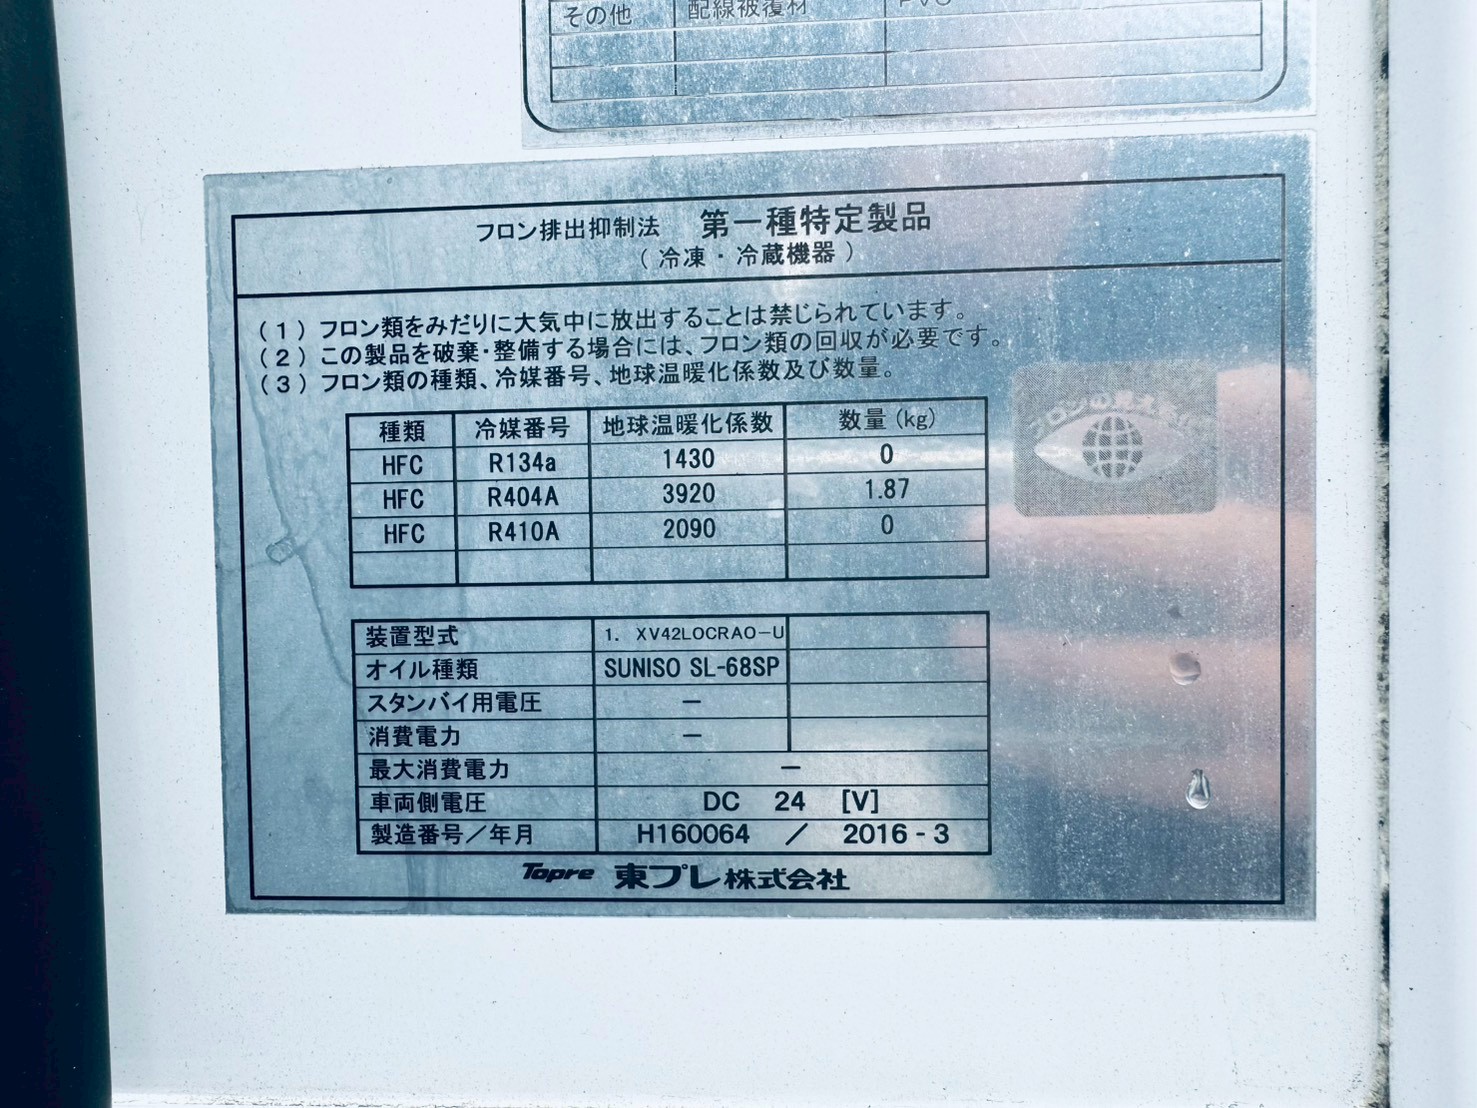 その他 配線被覆材 PVC
フロン排出抑制法 第一種特定製品
（冷凍・冷蔵機器）
(1) フロン類をみだりに大気中に放出することは禁じられています。
(2) この製品を破棄・整備する場合には、フロン類の回収が必要です。
(3) フロン類の種類、冷媒番号、地球温暖化係数及び数量。
種類 冷媒番号 地球温暖化係数 数量(kg)
HFC R134a 1430 0
HFC R404A 3920 1.87
HFC R410A 2090 0
フロンの見える化
装置型式 1. XV42LOCRAO-U
オイル種類 SUNISO SL-68SP
スタンバイ用電圧 －
消費電力 －
最大消費電力 －
車両側電圧 DC 24 [V]
製造番号／年月 H160064 ／ 2016-3
Topre 東プレ株式会社